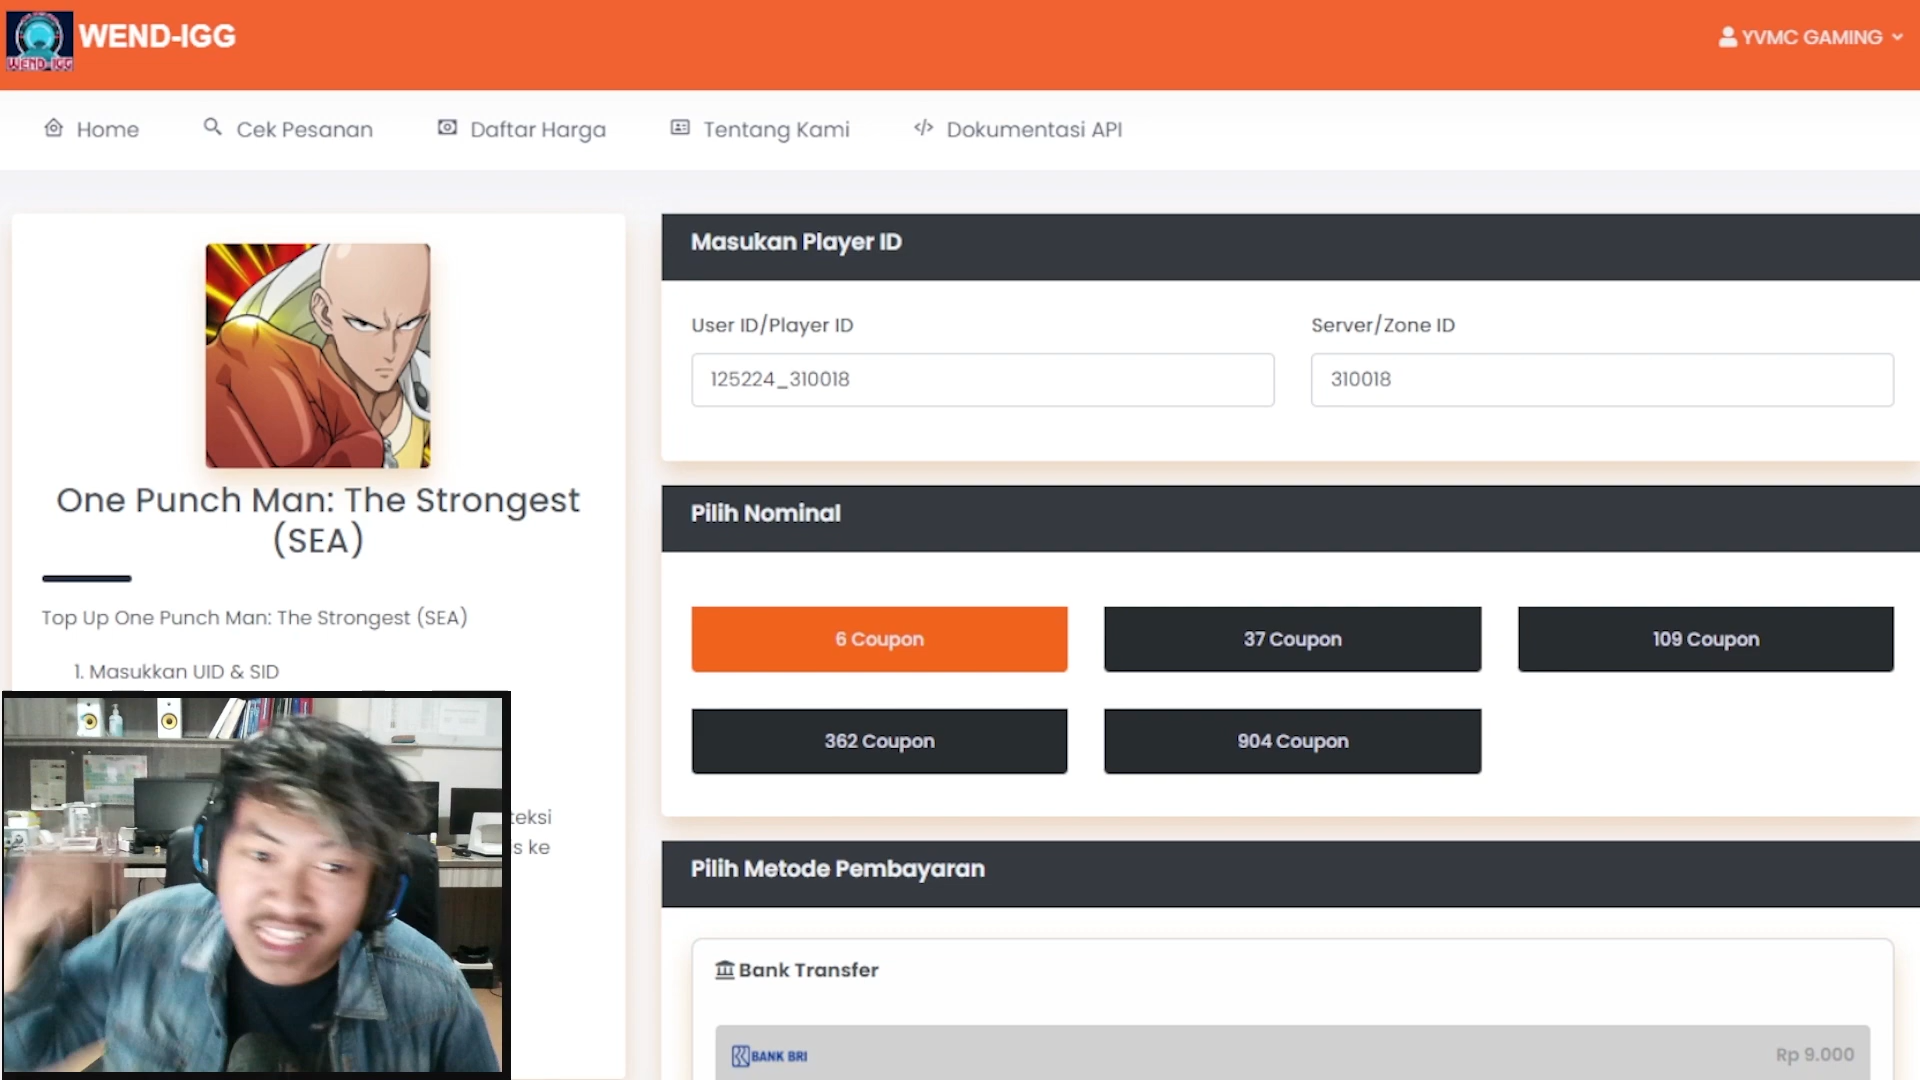 WEND-IGG
WEND-IGG
YVMC GAMING
Home
Cek Pesanan
Daftar Harga
Tentang Kami
Dokumentasi API
One Punch Man: The Strongest
(SEA)
Top Up One Punch Man: The Strongest (SEA)
1. Masukkan UID & SID
teksi
s ke
Masukan Player ID
User ID/Player ID
Server/Zone ID
125224_310018
310018
Pilih Nominal
6 Coupon
37 Coupon
109 Coupon
362 Coupon
904 Coupon
Pilih Metode Pembayaran
Bank Transfer
BANK BRI
Rp 9.000